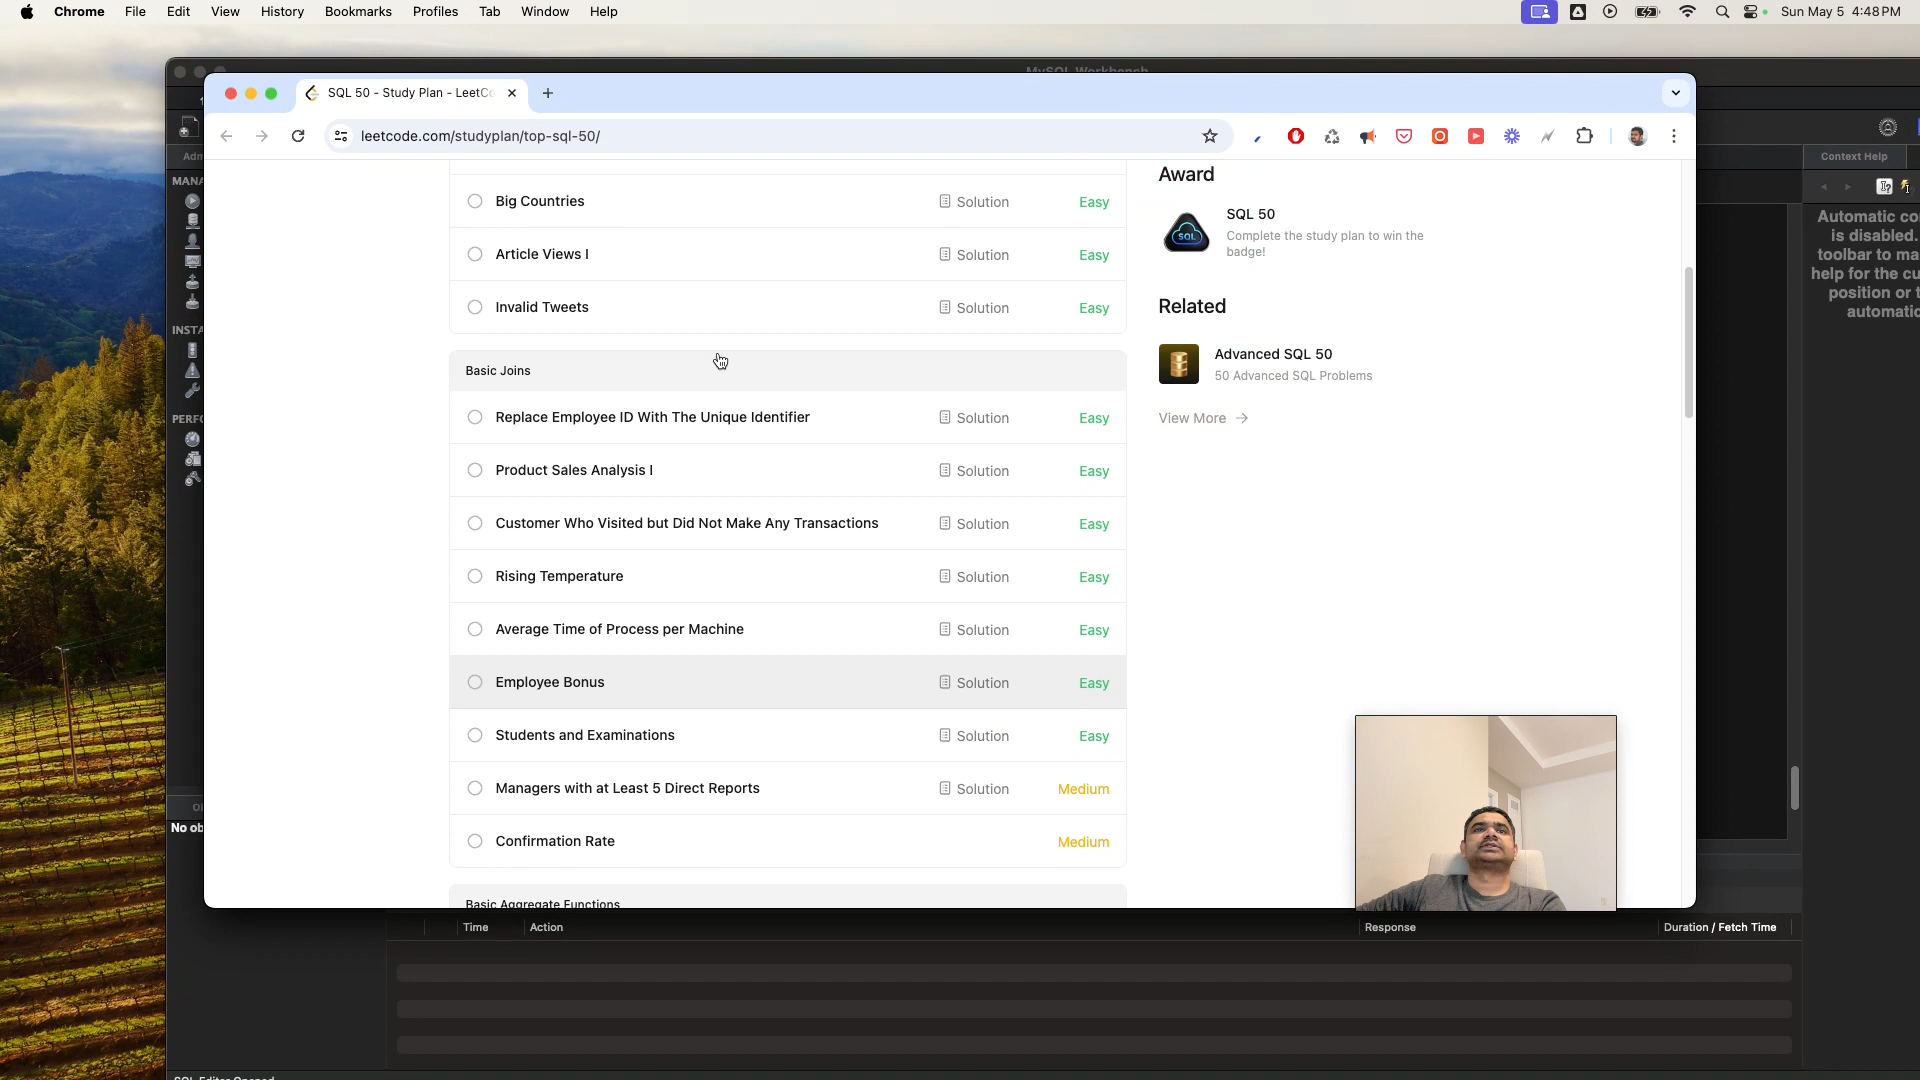 Chrome File Edit View History Bookmarks Profiles Tab Window Help
Sun May 5 4:48 PM
SQL 50 - Study Plan - LeetCo
leetcode.com/studyplan/top-sql-50/
Context Help
Automatic co
is disabled.
toolbar to ma
help for the cu
position or t
automatic
MANA
INSTA
PERFO
No ob
Big Countries Solution Easy
Article Views I Solution Easy
Invalid Tweets Solution Easy
Basic Joins
Replace Employee ID With The Unique Identifier Solution Easy
Product Sales Analysis I Solution Easy
Customer Who Visited but Did Not Make Any Transactions Solution Easy
Rising Temperature Solution Easy
Average Time of Process per Machine Solution Easy
Employee Bonus Solution Easy
Students and Examinations Solution Easy
Managers with at Least 5 Direct Reports Solution Medium
Confirmation Rate Medium
Basic Aggregate Functions
Award
SQL
SQL 50
Complete the study plan to win the
badge!
Related
Advanced SQL 50
50 Advanced SQL Problems
View More
Time Action Response Duration / Fetch Time